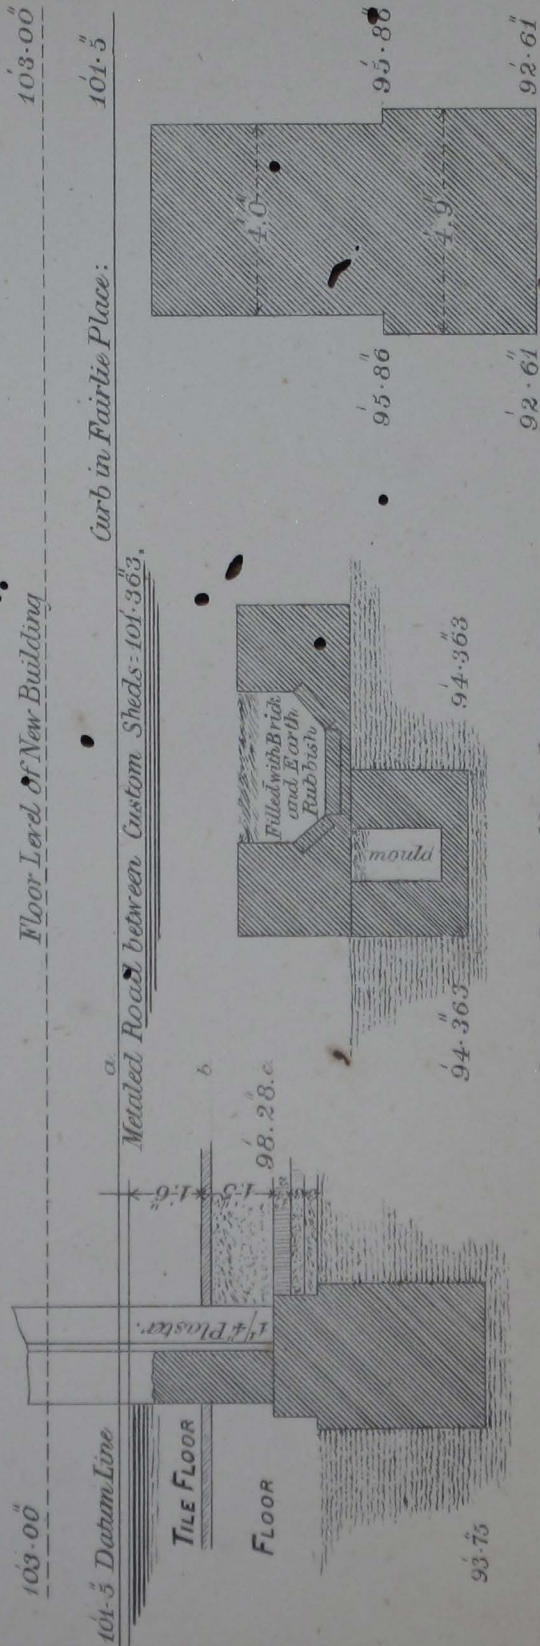 103·00"
Floor Level of New Building
103·00"
101·5" Datum Line
a.
Curb in Fairlie Place:
101·5"
Metaled Road between Custom Sheds: 101·363"
1'.6"
b.
TILE FLOOR
1'.5"
98'.28".c.
FLOOR
1¼" Plaster.
Filled with Brick
and Earth
Rubbish
mould
4'.0"
4'.9"
95'·86"
95'·86"
93'·75"
94'·363"
94'·363"
92'·61"
92'·61"